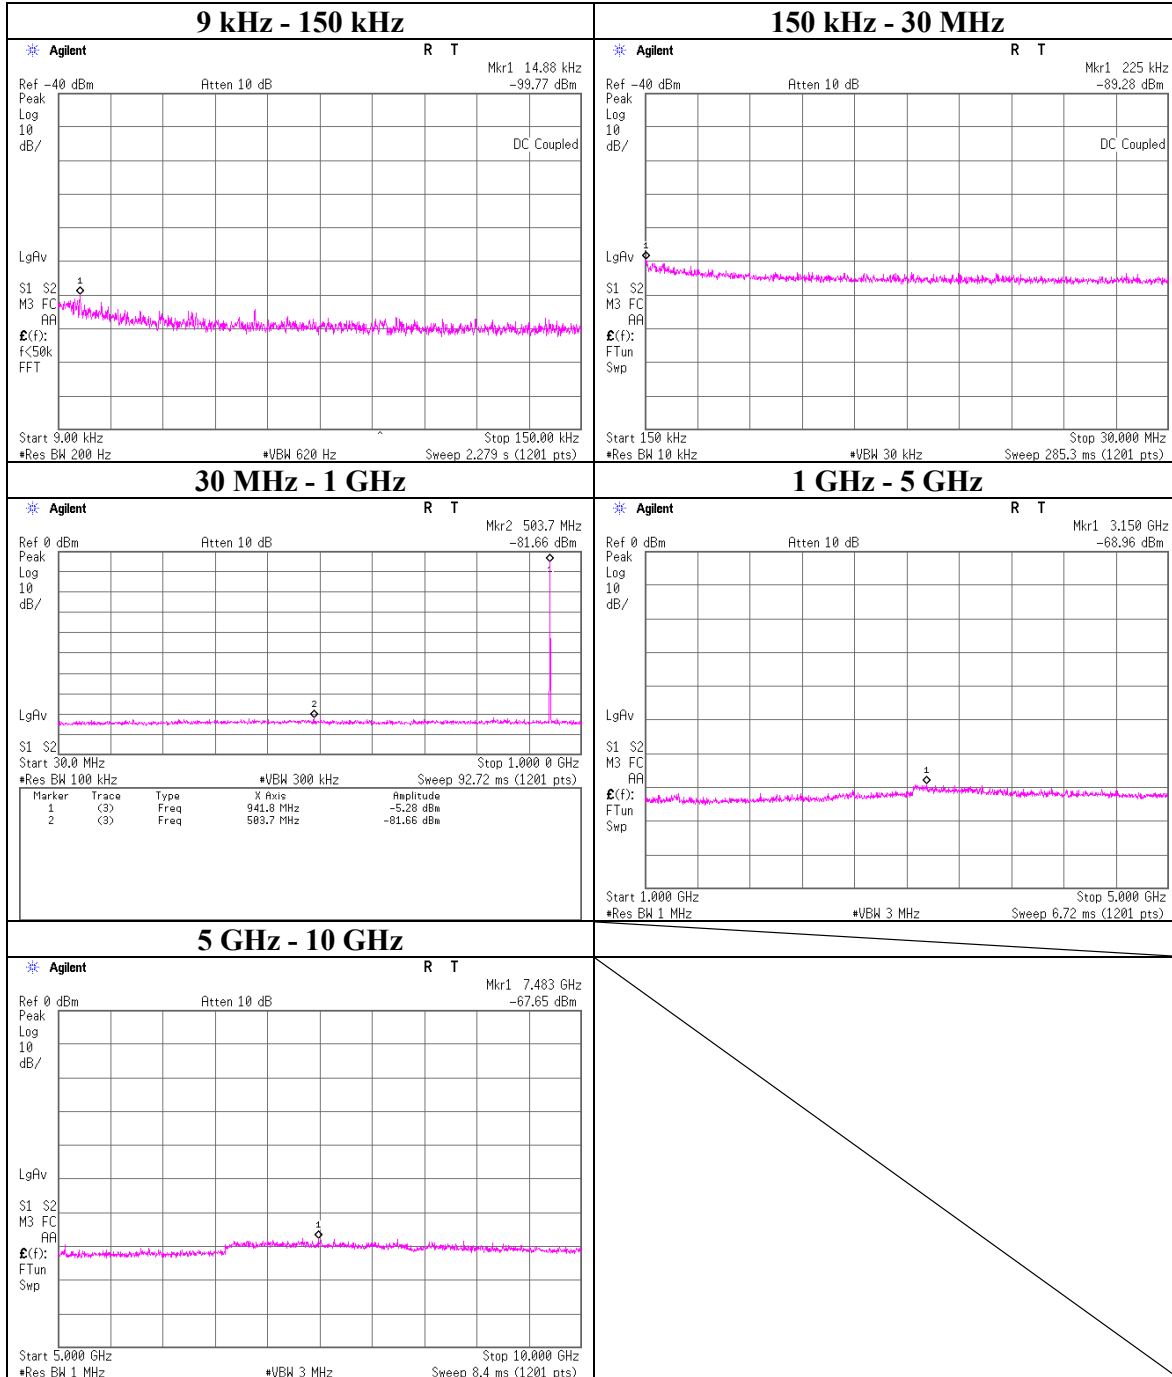 9 kHz - 150 kHz
Agilent R T
Mkr1 14.88 kHz
Ref -40 dBm Atten 10 dB -99.77 dBm
Peak
Log
10
dB/
DC Coupled
LgAv
1
S1 S2
M3 FC
AA
£(f):
f<50k
FFT
Start 9.00 kHz ^ Stop 150.00 kHz
#Res BW 200 Hz #VBW 620 Hz Sweep 2.279 s (1201 pts)
150 kHz - 30 MHz
Agilent R T
Mkr1 225 kHz
Ref -40 dBm Atten 10 dB -89.28 dBm
Peak
Log
10
dB/
DC Coupled
1
LgAv
S1 S2
M3 FC
AA
£(f):
FTun
Swp
Start 150 kHz Stop 30.000 MHz
#Res BW 10 kHz #VBW 30 kHz Sweep 285.3 ms (1201 pts)
30 MHz - 1 GHz
Agilent R T
Mkr2 503.7 MHz
Ref 0 dBm Atten 10 dB -81.66 dBm
Peak
Log
10
dB/
1
2
LgAv
S1 S2
Start 30.0 MHz Stop 1.000 0 GHz
#Res BW 100 kHz #VBW 300 kHz Sweep 92.72 ms (1201 pts)
Marker Trace Type X Axis Amplitude
1 (3) Freq 941.8 MHz -5.28 dBm
2 (3) Freq 503.7 MHz -81.66 dBm
1 GHz - 5 GHz
Agilent R T
Mkr1 3.150 GHz
Ref 0 dBm Atten 10 dB -68.96 dBm
Peak
Log
10
dB/
LgAv
S1 S2
M3 FC
AA
1
£(f):
FTun
Swp
Start 1.000 GHz Stop 5.000 GHz
#Res BW 1 MHz #VBW 3 MHz Sweep 6.72 ms (1201 pts)
5 GHz - 10 GHz
Agilent R T
Mkr1 7.483 GHz
Ref 0 dBm Atten 10 dB -67.65 dBm
Peak
Log
10
dB/
LgAv
S1 S2
M3 FC
1
AA
£(f):
FTun
Swp
Start 5.000 GHz Stop 10.000 GHz
#Res BW 1 MHz #VBW 3 MHz Sweep 8.4 ms (1201 pts)